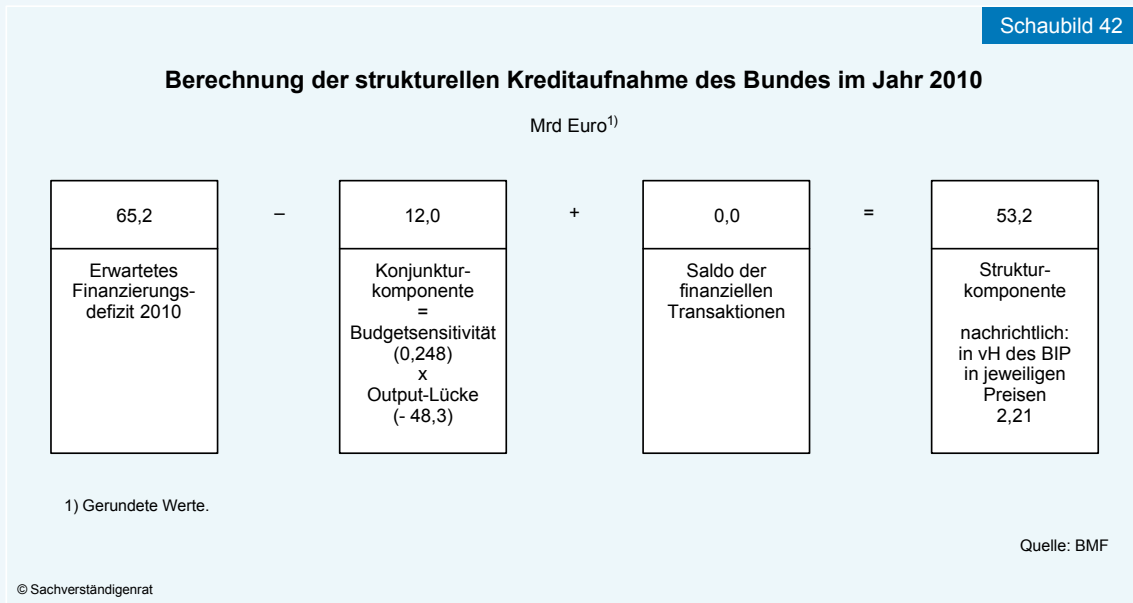 Schaubild 42
Berechnung der strukturellen Kreditaufnahme des Bundes im Jahr 2010
Mrd Euro1)
65,2
–
12,0
+
0,0
=
53,2
Erwartetes
Finanzierungs-
defizit 2010
Konjunktur-
komponente
=
Budgetsensitivität
(0,248)
x
Output-Lücke
(- 48,3)
Saldo der
finanziellen
Transaktionen
Struktur-
komponente
nachrichtlich:
in vH des BIP
in jeweiligen
Preisen
2,21
1) Gerundete Werte.
Quelle: BMF
© Sachverständigenrat